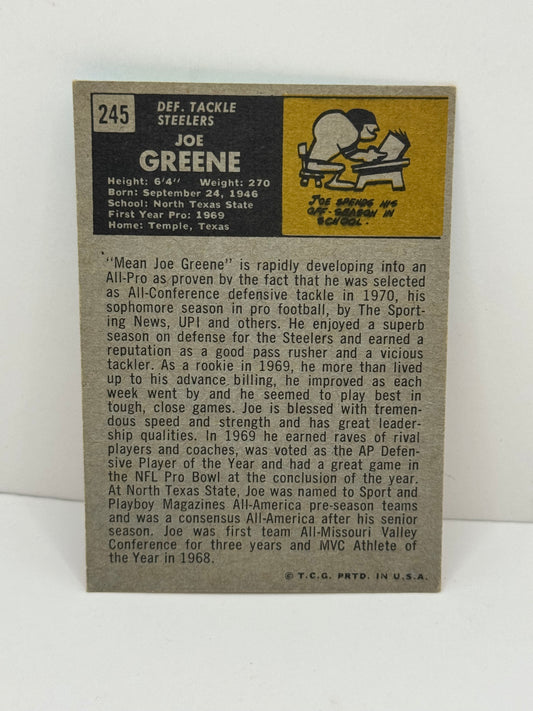 245
DEF. TACKLE
STEELERS
JOE
GREENE
Height: 6'4" Weight: 270
Born: September 24, 1946
School: North Texas State
First Year Pro: 1969
Home: Temple, Texas
JOE SPENDS HIS
OFF-SEASON IN
SCHOOL.
"Mean Joe Greene" is rapidly developing into an
All-Pro as proven by the fact that he was selected
as All-Conference defensive tackle in 1970, his
sophomore season in pro football, by The Sport-
ing News, UPI and others. He enjoyed a superb
season on defense for the Steelers and earned a
reputation as a good pass rusher and a vicious
tackler. As a rookie in 1969, he more than lived
up to his advance billing, he improved as each
week went by and he seemed to play best in
tough, close games. Joe is blessed with tremen-
dous speed and strength and has great leader-
ship qualities. In 1969 he earned raves of rival
players and coaches, was voted as the AP Defen-
sive Player of the Year and had a great game in
the NFL Pro Bowl at the conclusion of the year.
At North Texas State, Joe was named to Sport and
Playboy Magazines All-America pre-season teams
and was a consensus All-America after his senior
season. Joe was first team All-Missouri Valley
Conference for three years and MVC Athlete of
the Year in 1968.
© T.C.G. PRTD. IN U.S.A.